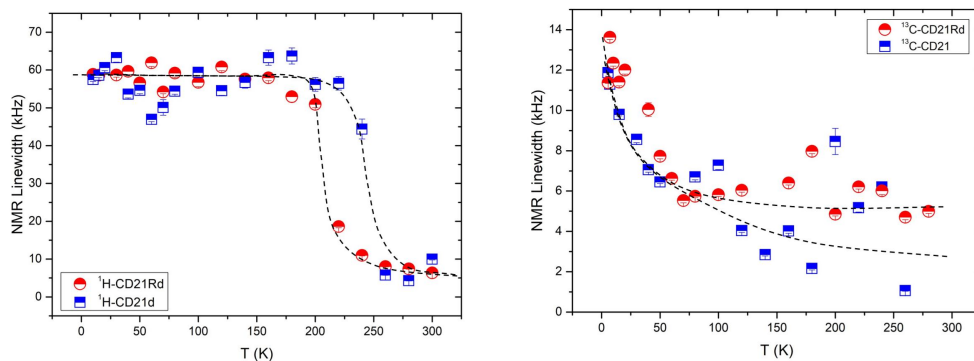 70
60
50
40
30
20
10
0
NMR Linewidth (kHz)
¹H-CD21Rd
¹H-CD21d
0 50 100 150 200 250 300
T (K)
14
12
10
8
6
4
2
0
NMR Linewidth (kHz)
¹³C-CD21Rd
¹³C-CD21
0 50 100 150 200 250 300
T (K)